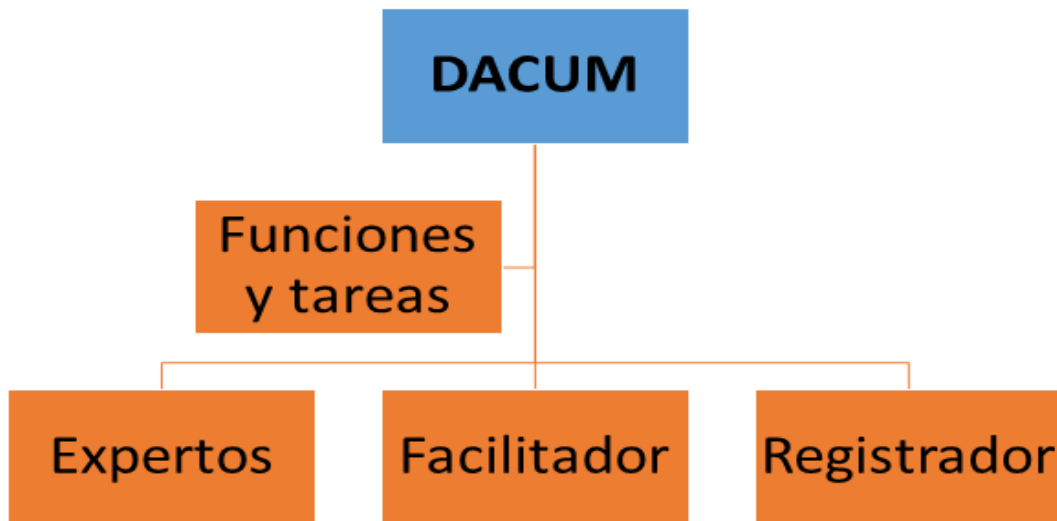 DACUM
Funciones
y tareas
Expertos
Facilitador
Registrador